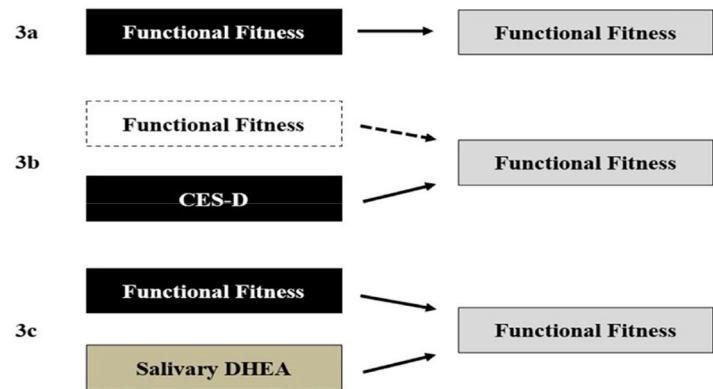 3a
Functional Fitness
Functional Fitness
3b
Functional Fitness
CES-D
Functional Fitness
3c
Functional Fitness
Salivary DHEA
Functional Fitness